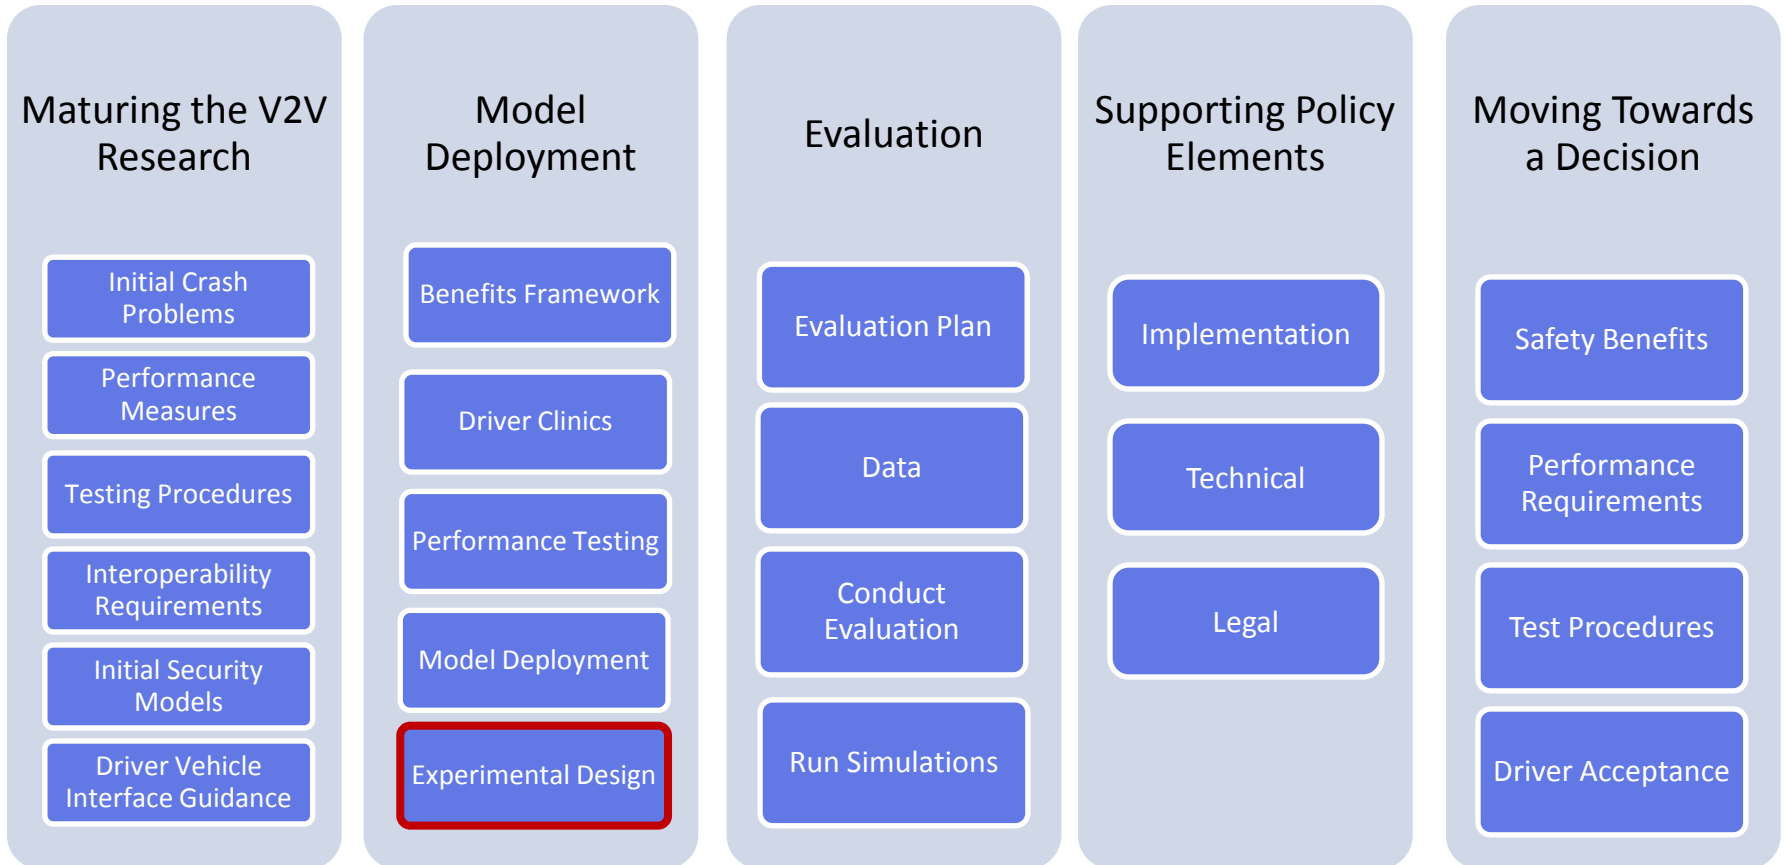 Maturing the V2V
Research
Initial Crash
Problems
Performance
Measures
Testing Procedures
Interoperability
Requirements
Initial Security
Models
Driver Vehicle
Interface Guidance
Model
Deployment
Benefits Framework
Driver Clinics
Performance Testing
Model Deployment
Experimental Design
Evaluation
Evaluation Plan
Data
Conduct
Evaluation
Run Simulations
Supporting Policy
Elements
Implementation
Technical
Legal
Moving Towards
a Decision
Safety Benefits
Performance
Requirements
Test Procedures
Driver Acceptance